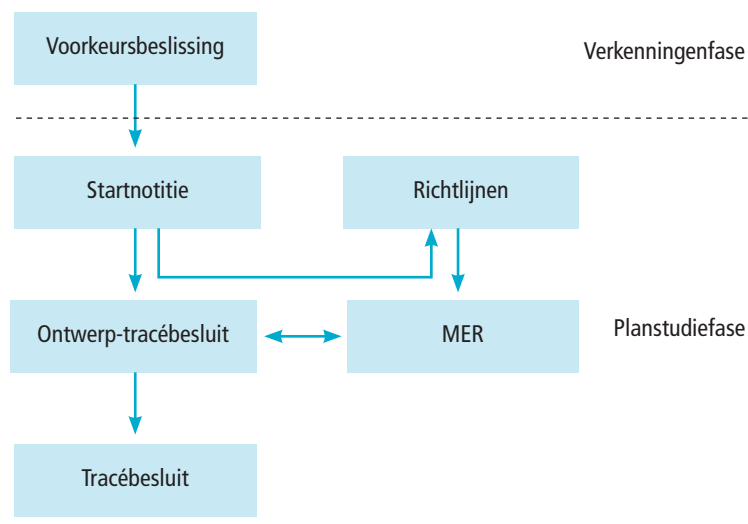 Voorkeursbeslissing
Verkenningenfase
Startnotitie
Richtlijnen
Ontwerp-tracébesluit
MER
Planstudiefase
Tracébesluit